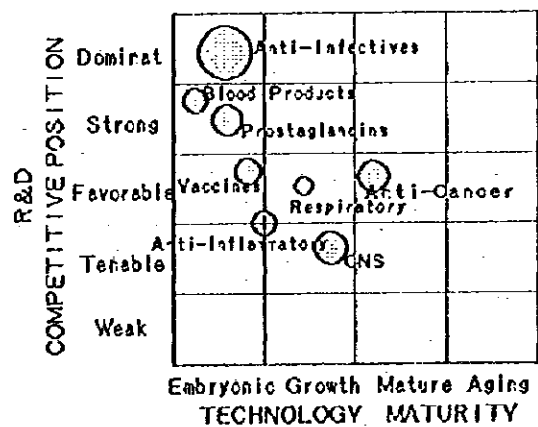 R&D
COMPETITIVE POSITION
Dominat
Anti-Infectives
Blood Products
Strong
Prostaglandins
Favorable
Vaccines
Anti-Cancer
Respiratory
Anti-Inflamatory
Tenable
CNS
Weak
Embryonic Growth Mature Aging
TECHNOLOGY MATURITY